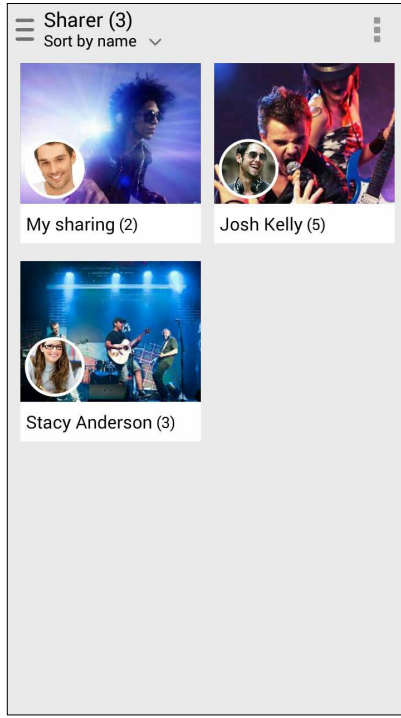 Sharer (3)
Sort by name
My sharing (2)
Josh Kelly (5)
Stacy Anderson (3)